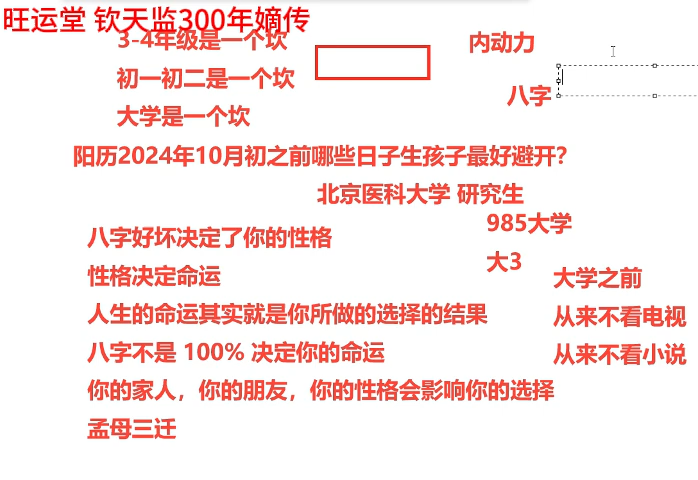 旺运堂 钦天监300年嫡传
3-4年级是一个坎
内动力
初一初二是一个坎
八字
大学是一个坎
阳历2024年10月初之前哪些日子生孩子最好避开？
北京医科大学 研究生
985大学
八字好坏决定了你的性格
大3
性格决定命运
大学之前
人生的命运其实就是你所做的选择的结果
从来不看电视
八字不是 100% 决定你的命运
从来不看小说
你的家人，你的朋友，你的性格会影响你的选择
孟母三迁